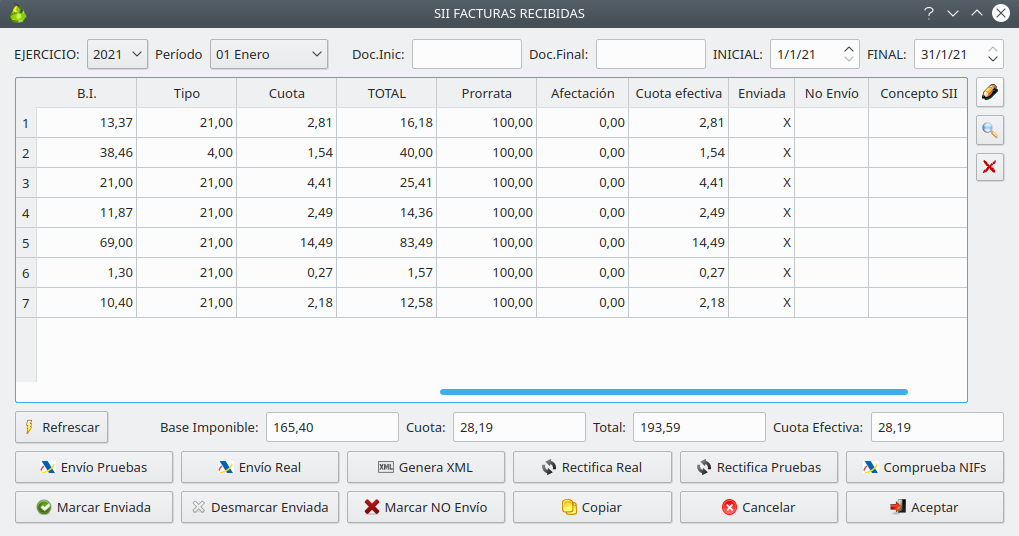 SII FACTURAS RECIBIDAS
EJERCICIO: 2021 Período 01 Enero Doc.Inic: Doc.Final: INICIAL: 1/1/21 FINAL: 31/1/21
B.I. Tipo Cuota TOTAL Prorrata Afectación Cuota efectiva Enviada No Envío Concepto SII
1 13,37 21,00 2,81 16,18 100,00 0,00 2,81 X
2 38,46 4,00 1,54 40,00 100,00 0,00 1,54 X
3 21,00 21,00 4,41 25,41 100,00 0,00 4,41 X
4 11,87 21,00 2,49 14,36 100,00 0,00 2,49 X
5 69,00 21,00 14,49 83,49 100,00 0,00 14,49 X
6 1,30 21,00 0,27 1,57 100,00 0,00 0,27 X
7 10,40 21,00 2,18 12,58 100,00 0,00 2,18 X
Refrescar Base Imponible: 165,40 Cuota: 28,19 Total: 193,59 Cuota Efectiva: 28,19
Envío Pruebas Envío Real XML Genera XML Rectifica Real Rectifica Pruebas Comprueba NIFs
Marcar Enviada Desmarcar Enviada Marcar NO Envío Copiar Cancelar Aceptar